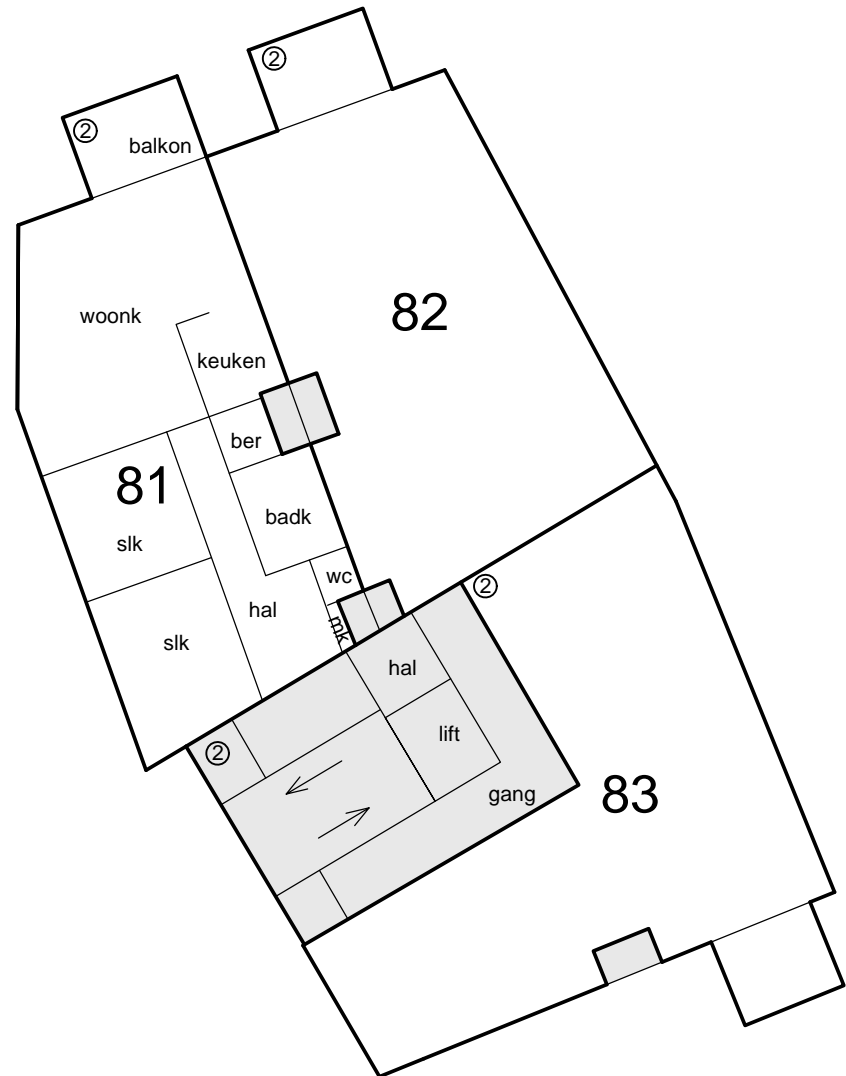 ②
②
balkon
82
woonk
keuken
ber
81
badk
slk
wc
②
hal
mk
slk
hal
②
lift
gang
83